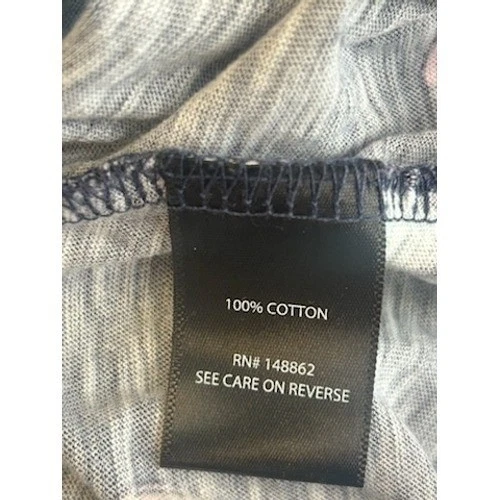 100% COTTON
RN# 148862
SEE CARE ON REVERSE